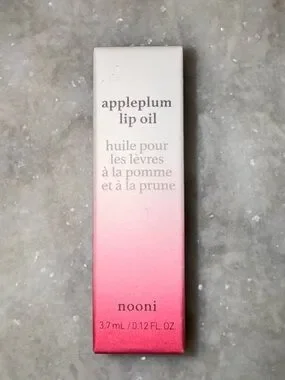 appleplum
lip oil
huile pour
les lèvres
à la pomme
et à la prune
nooni
3.7 mL / 0.12 FL. OZ.